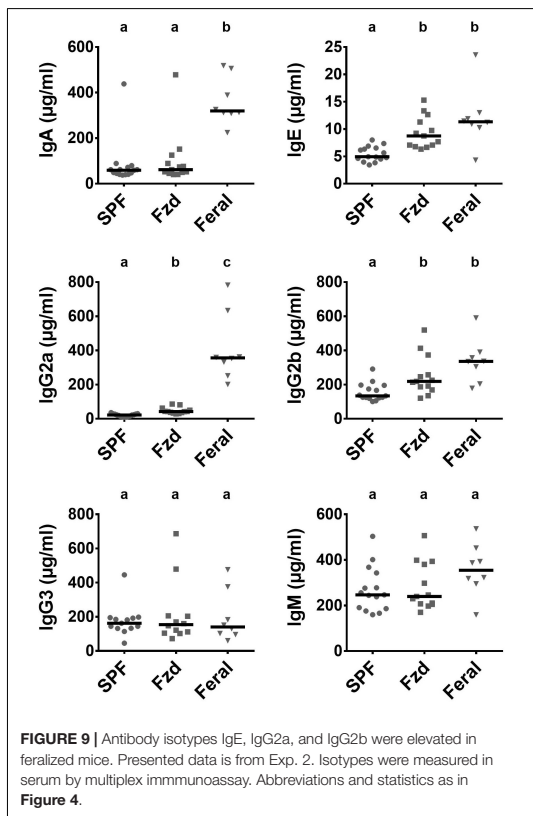 a a b
600
400
200
0
IgA (µg/ml)
SPF Fzd Feral
a b b
25
20
15
10
5
0
IgE (µg/ml)
SPF Fzd Feral
a b c
800
600
400
200
0
IgG2a (µg/ml)
SPF Fzd Feral
a b b
800
600
400
200
0
IgG2b (µg/ml)
SPF Fzd Feral
a a a
800
600
400
200
0
IgG3 (µg/ml)
SPF Fzd Feral
a a a
600
400
200
0
IgM (µg/ml)
SPF Fzd Feral
FIGURE 9 | Antibody isotypes IgE, IgG2a, and IgG2b were elevated in
feralized mice. Presented data is from Exp. 2. Isotypes were measured in
serum by multiplex immmunoassay. Abbreviations and statistics as in
Figure 4.